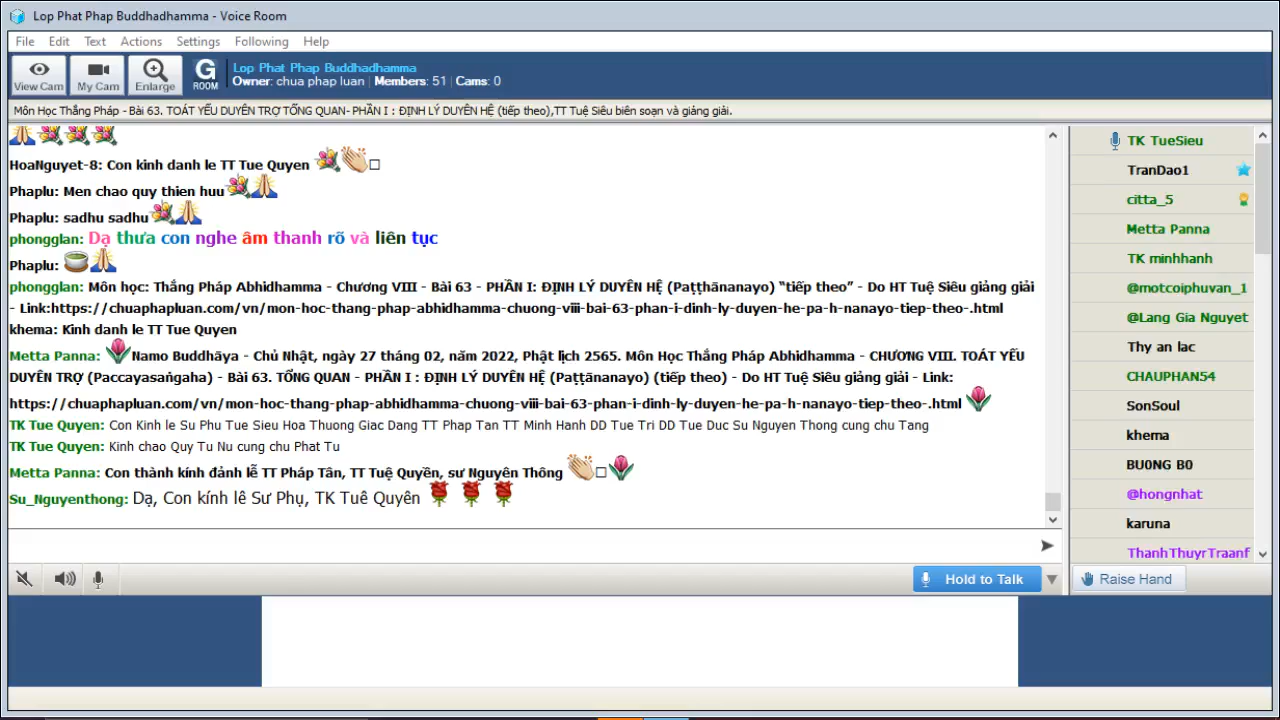 Lop Phat Phap Buddhadhamma - Voice Room
File Edit Text Actions Settings Following Help
View Cam My Cam Enlarge G ROOM
Lop Phat Phap Buddhadhamma
Owner: chua phap luan | Members: 51 | Cams: 0
Môn Học Thắng Pháp - Bài 63. TOÁT YẾU DUYÊN TRỢ TỔNG QUAN- PHẦN I : ĐỊNH LÝ DUYÊN HỆ (tiếp theo),TT Tuệ Siêu biên soạn và giảng giải.
HoaNguyet-8: Con kinh danh le TT Tue Quyen
Phaplu: Men chao quy thien huu
Phaplu: sadhu sadhu
phongglan: Dạ thưa con nghe âm thanh rõ và liên tục
Phaplu:
phongglan: Môn học: Thắng Pháp Abhidhamma - Chương VIII - Bài 63 - PHẦN I: ĐỊNH LÝ DUYÊN HỆ (Paṭṭhānanayo) “tiếp theo” - Do HT Tuệ Siêu giảng giải
- Link:https://chuaphapluan.com/vn/mon-hoc-thang-phap-abhidhamma-chuong-viii-bai-63-phan-i-dinh-ly-duyen-he-pa-h-nanayo-tiep-theo-.html
khema: Kinh danh le TT Tue Quyen
Metta Panna: Namo Buddhāya - Chủ Nhật, ngày 27 tháng 02, năm 2022, Phật lịch 2565. Môn Học Thắng Pháp Abhidhamma - CHƯƠNG VIII. TOÁT YẾU
DUYÊN TRỢ (Paccayasaṅgaha) - Bài 63. TỔNG QUAN - PHẦN I : ĐỊNH LÝ DUYÊN HỆ (Paṭṭānanayo) (tiếp theo) - Do HT Tuệ Siêu giảng giải - Link:
https://chuaphapluan.com/vn/mon-hoc-thang-phap-abhidhamma-chuong-viii-bai-63-phan-i-dinh-ly-duyen-he-pa-h-nanayo-tiep-theo-.html
TK Tue Quyen: Con Kinh le Su Phu Tue Sieu Hoa Thuong Giac Dang TT Phap Tan TT Minh Hanh DD Tue Tri DD Tue Duc Su Nguyen Thong cung chu Tang
TK Tue Quyen: Kinh chao Quy Tu Nu cung chu Phat Tu
Metta Panna: Con thành kính đảnh lễ TT Pháp Tân, TT Tuệ Quyền, sư Nguyên Thông
Su_Nguyenthong: Dạ, Con kính lê Sư Phụ, TK Tuê Quyên
Hold to Talk
TK TueSieu
TranDao1
citta_5
Metta Panna
TK minhhanh
@motcoiphuvan_1
@Lang Gia Nguyet
Thy an lac
CHAUPHAN54
SonSoul
khema
BU0NG B0
@hongnhat
karuna
ThanhThuyrTraanf
Raise Hand